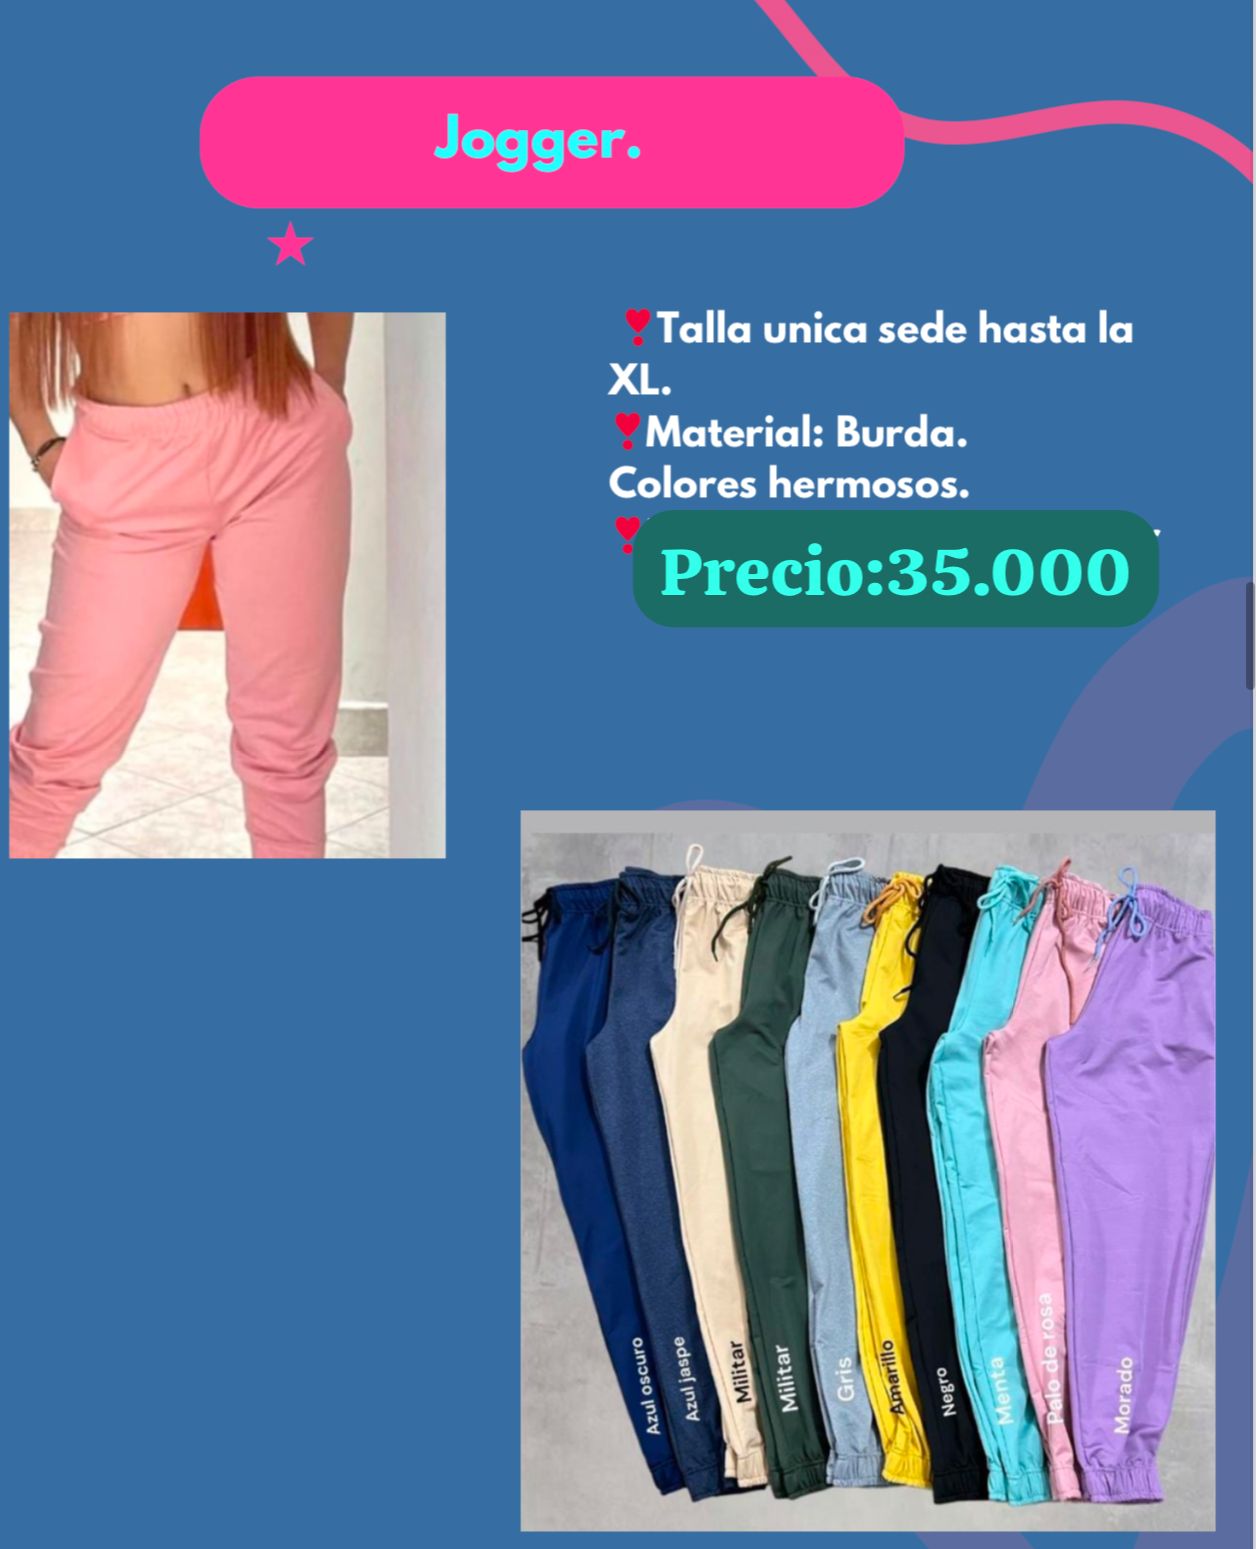 Jogger.
❣Talla unica sede hasta la
XL.
❣Material: Burda.
Colores hermosos.
❣
Precio:35.000
Azul oscuro
Azul jaspe
Militar
Militar
Gris
Amarillo
Negro
Menta
Palo de rosa
Morado